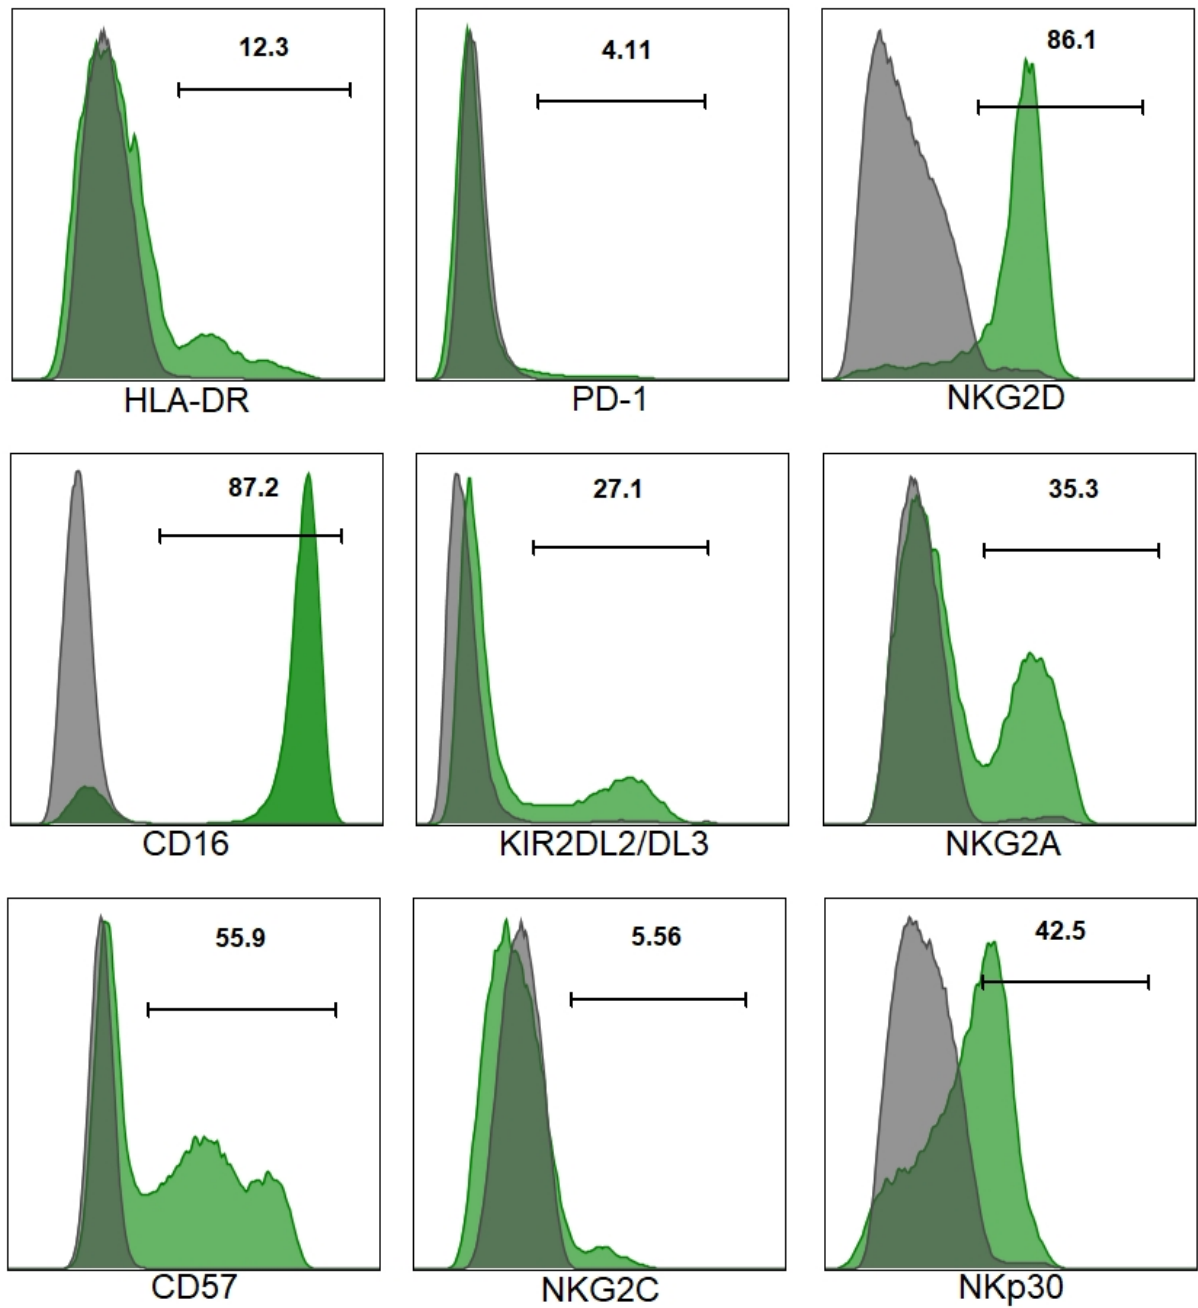 12.3
4.11
86.1
HLA-DR
PD-1
NKG2D
87.2
27.1
35.3
CD16
KIR2DL2/DL3
NKG2A
55.9
5.56
42.5
CD57
NKG2C
NKp30